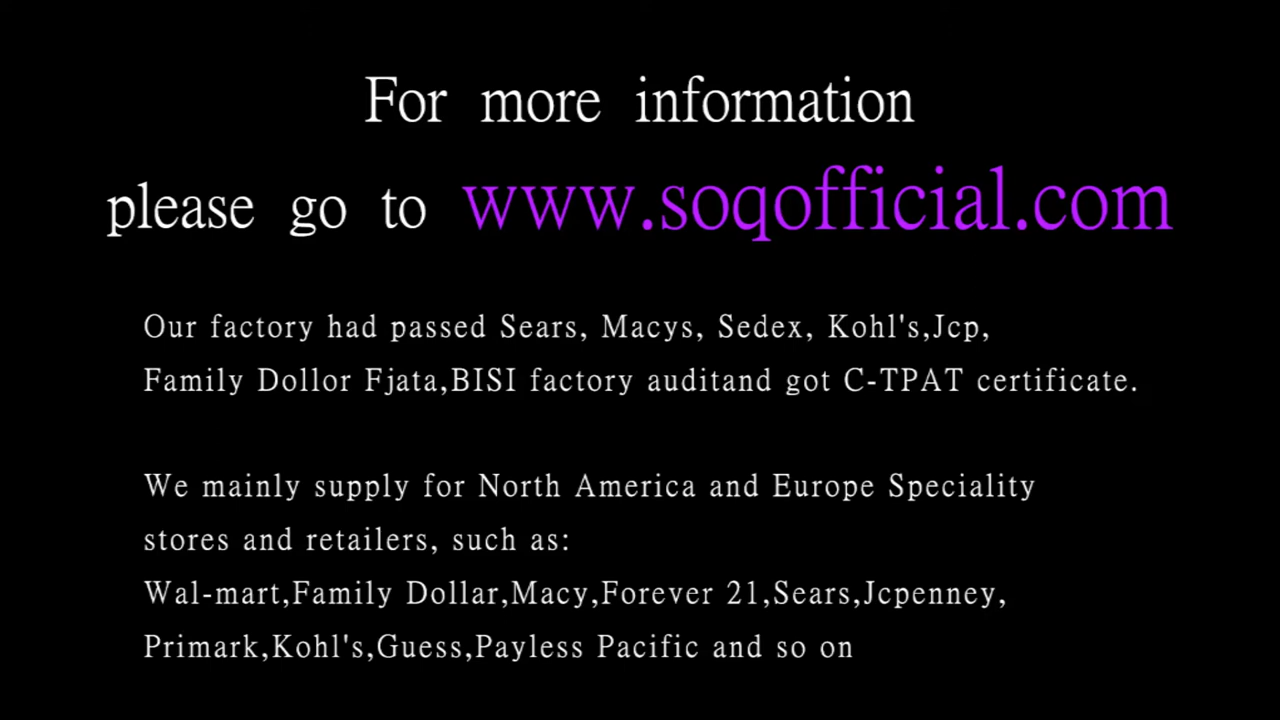 For more information
please go to www.soqofficial.com
Our factory had passed Sears, Macys, Sedex, Kohl's,Jcp,
Family Dollor Fjata,BISI factory auditand got C-TPAT certificate.
We mainly supply for North America and Europe Speciality
stores and retailers, such as:
Wal-mart,Family Dollar,Macy,Forever 21,Sears,Jcpenney,
Primark,Kohl's,Guess,Payless Pacific and so on